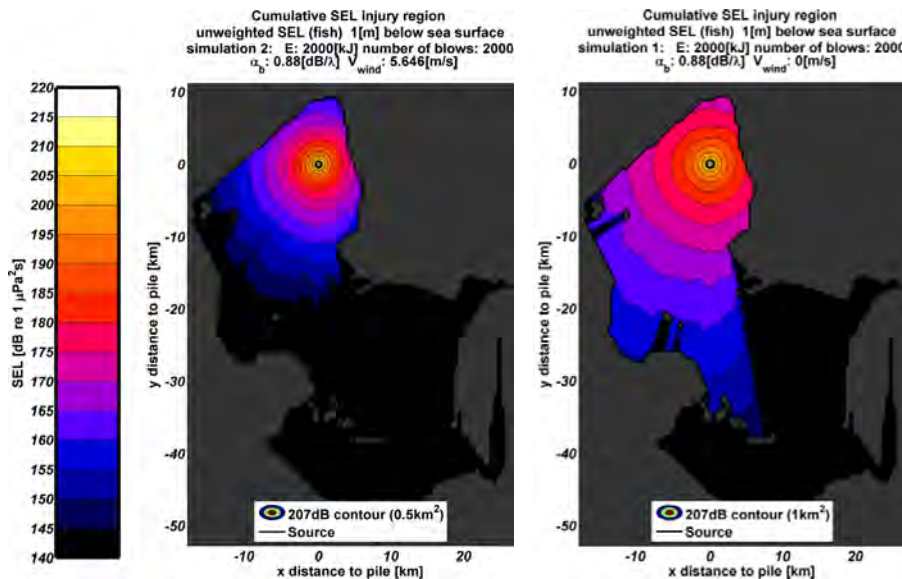 Cumulative SEL injury region
unweighted SEL (fish) 1[m] below sea surface
simulation 2: E: 2000[kJ] number of blows: 2000
α_b: 0.88[dB/λ] V_wind: 5.646[m/s]
Cumulative SEL injury region
unweighted SEL (fish) 1[m] below sea surface
simulation 1: E: 2000[kJ] number of blows: 2000
α_b: 0.88[dB/λ] V_wind: 0[m/s]
SEL [dB re 1 μPa²s]
220
215
210
205
200
195
190
185
180
175
170
165
160
155
150
145
140
y distance to pile [km]
10
0
-10
-20
-30
-40
-50
207dB contour (0.5km²)
Source
-10
0
10
20
x distance to pile [km]
y distance to pile [km]
10
0
-10
-20
-30
-40
-50
207dB contour (1km²)
Source
-10
0
10
20
x distance to pile [km]